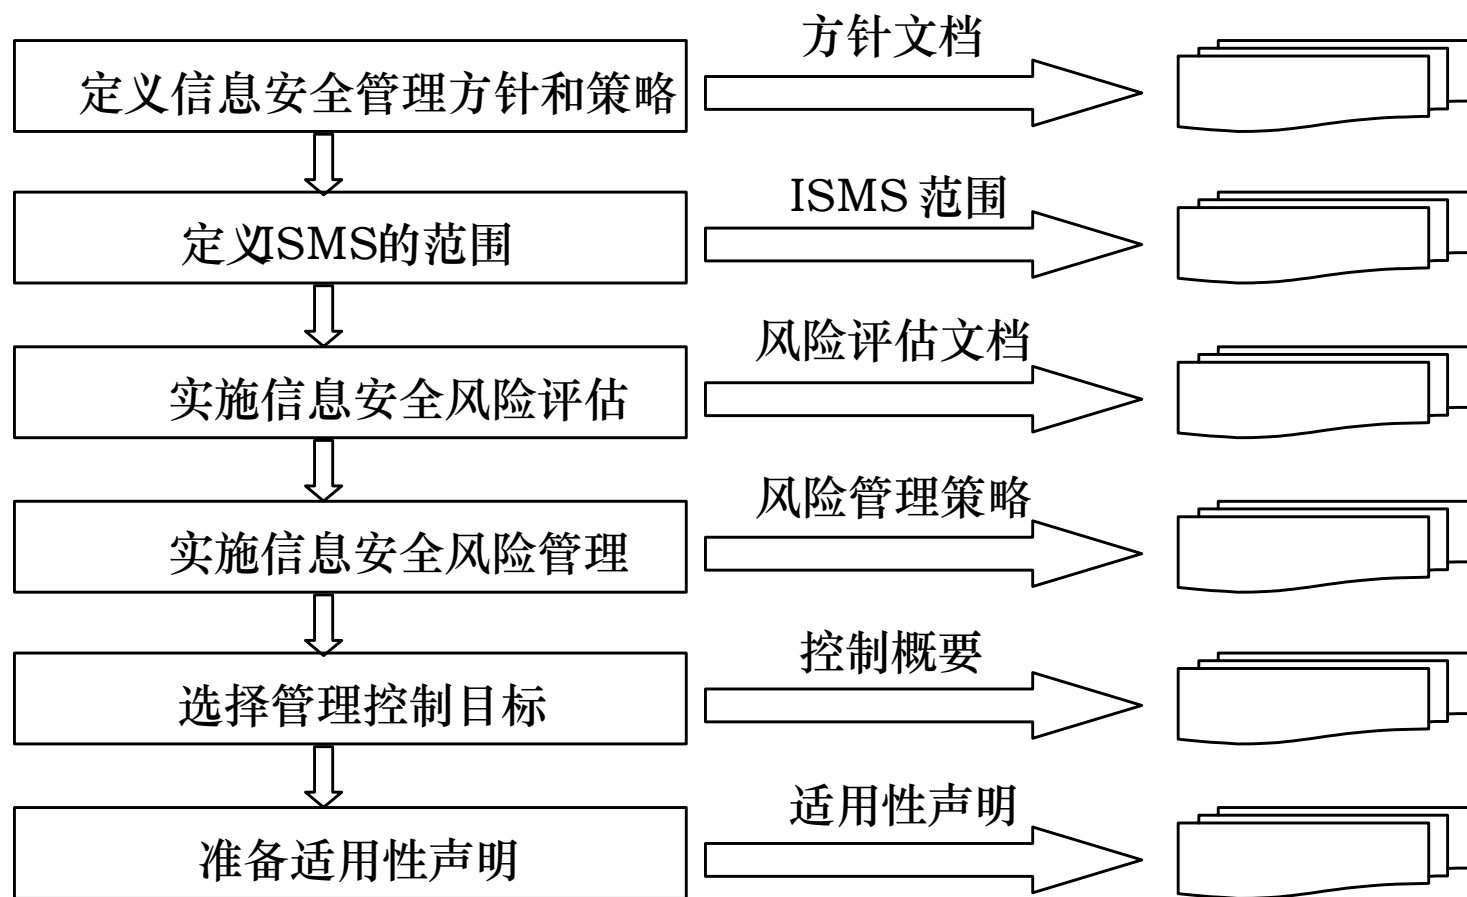 方针文档
定义信息安全管理方针和策略
ISMS 范围
定义ISMS的范围
风险评估文档
实施信息安全风险评估
风险管理策略
实施信息安全风险管理
控制概要
选择管理控制目标
适用性声明
准备适用性声明